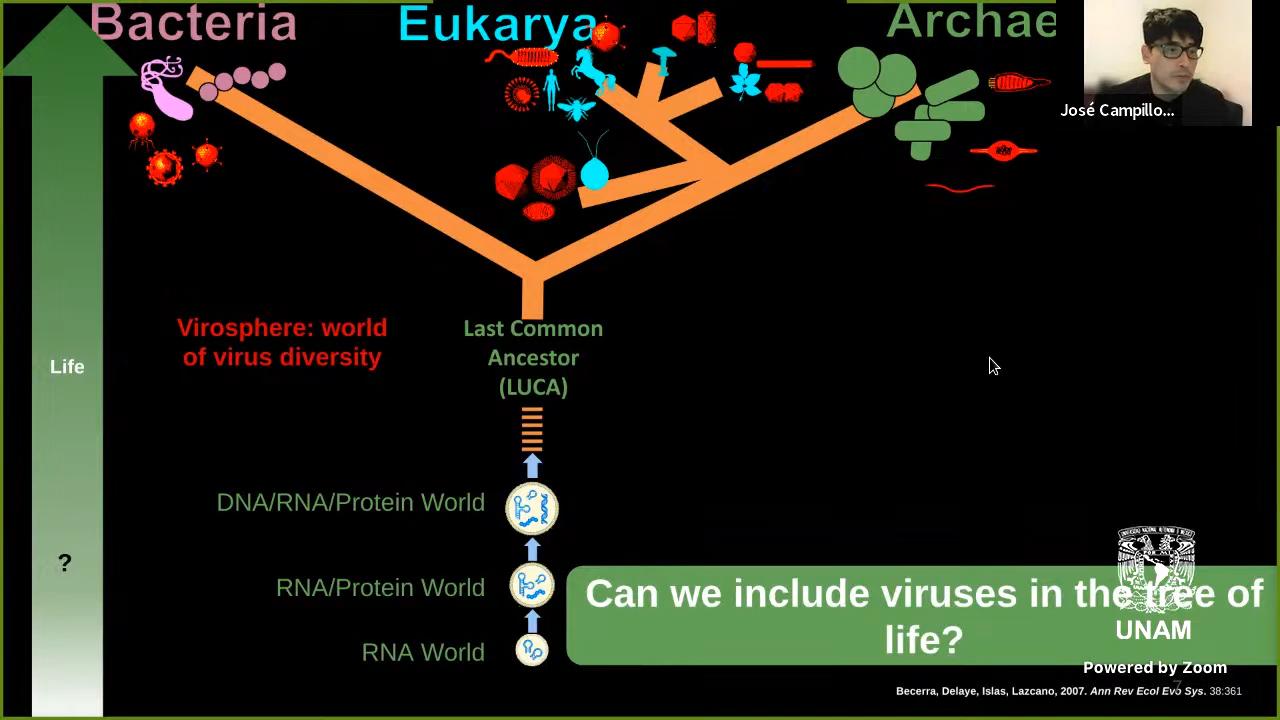 Bacteria
Eukarya
Archae
José Campillo...
Virosphere: world
of virus diversity
Last Common
Ancestor
(LUCA)
Life
DNA/RNA/Protein World
?
RNA/Protein World
RNA World
Can we include viruses in the tree of
life?
UNAM
Powered by Zoom
7
Becerra, Delaye, Islas, Lazcano, 2007. Ann Rev Ecol Evo Sys. 38:361